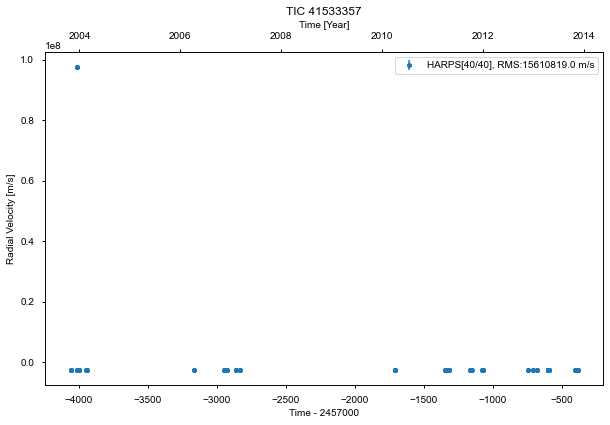 TIC 41533357
Time [Year]
2004 2006 2008 2010 2012 2014
1e8
HARPS[40/40], RMS:15610819.0 m/s
1.0
0.8
0.6
0.4
0.2
0.0
Radial Velocity [m/s]
−4000 −3500 −3000 −2500 −2000 −1500 −1000 −500
Time - 2457000